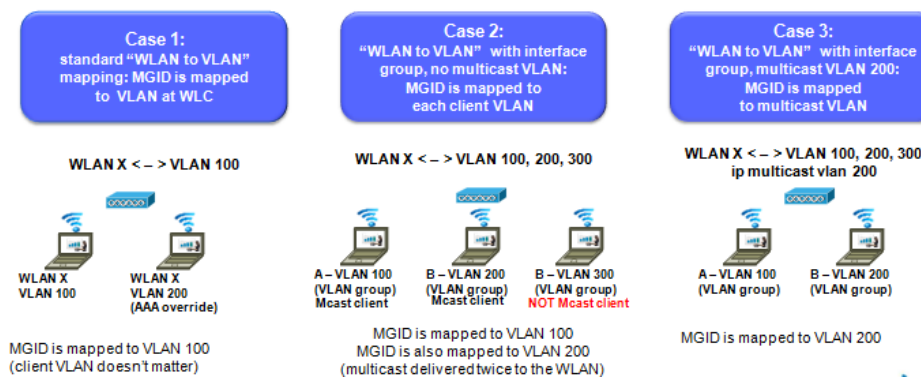 Case 1:
standard “WLAN to VLAN”
mapping: MGID is mapped
to VLAN at WLC
WLAN X < – > VLAN 100
WLAN X
VLAN 100
WLAN X
VLAN 200
(AAA override)
MGID is mapped to VLAN 100
(client VLAN doesn’t matter)
Case 2:
“WLAN to VLAN” with interface
group, no multicast VLAN:
MGID is mapped to
each client VLAN
WLAN X < – > VLAN 100, 200, 300
A – VLAN 100
(VLAN group)
Mcast client
B – VLAN 200
(VLAN group)
Mcast client
B – VLAN 300
(VLAN group)
NOT Mcast client
MGID is mapped to VLAN 100
MGID is also mapped to VLAN 200
(multicast delivered twice to the WLAN)
Case 3:
“WLAN to VLAN” with interface
group, multicast VLAN 200:
MGID is mapped
to multicast VLAN
WLAN X < – > VLAN 100, 200, 300
ip multicast vlan 200
A – VLAN 100
(VLAN group)
B – VLAN 200
(VLAN group)
MGID is mapped to VLAN 200